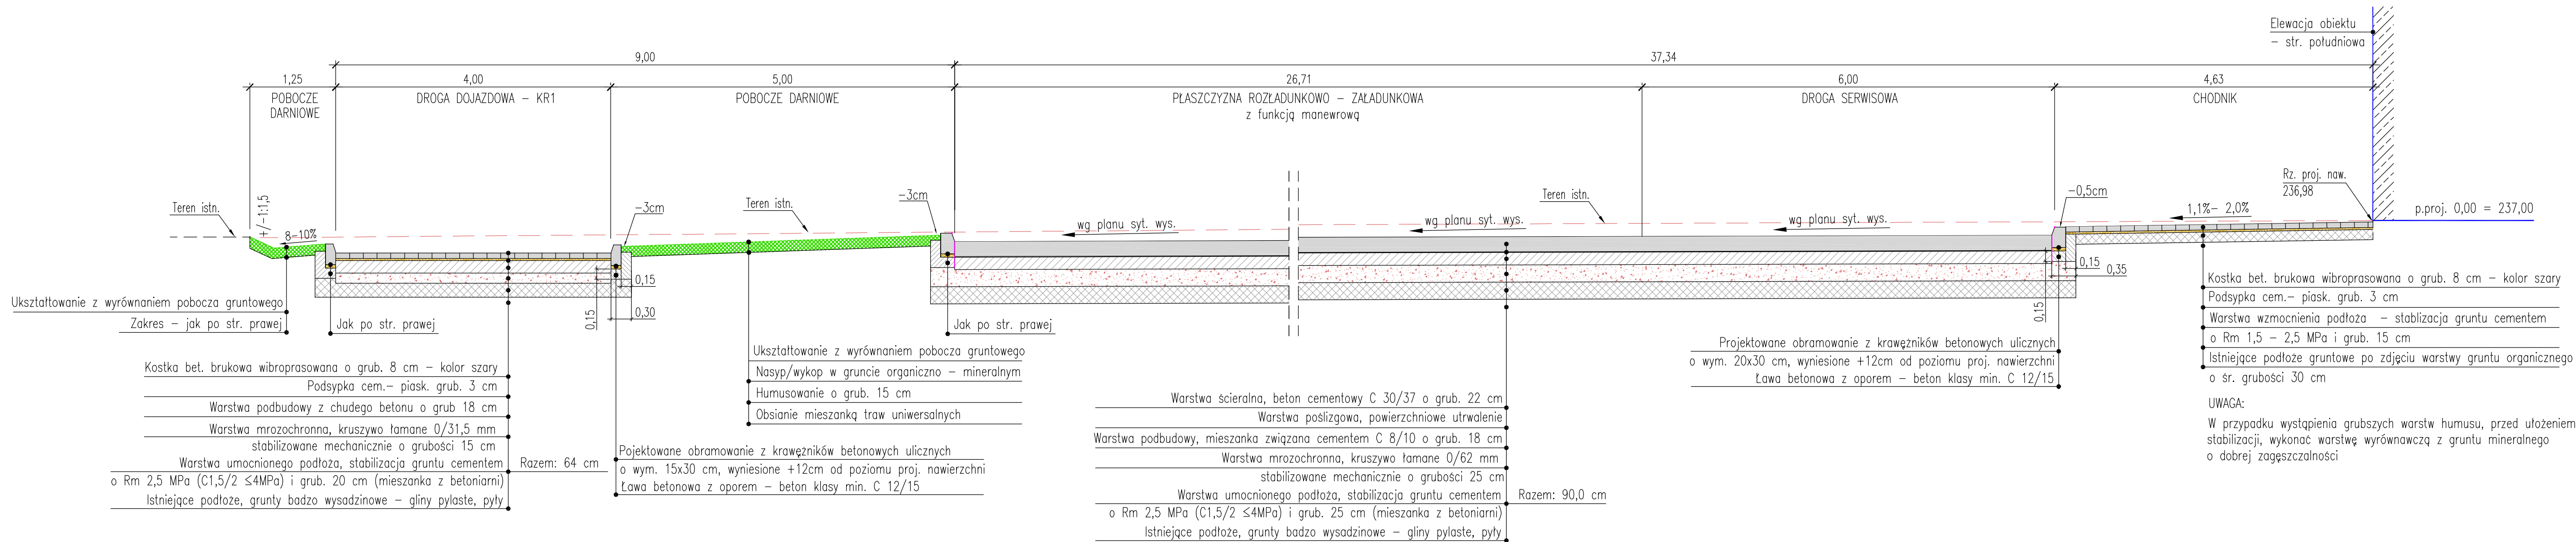 Elewacja obiektu
- str. południowa
9,00
37,34
1,25
4,00
5,00
26,71
6,00
4,63
POBOCZE
DARNIOWE
DROGA DOJAZDOWA - KR1
POBOCZE DARNIOWE
PŁASZCZYZNA ROZŁADUNKOWO - ZAŁADUNKOWA
z funkcją manewrową
DROGA SERWISOWA
CHODNIK
Teren istn.
+/-1:1,5
8-10%
-3cm
Teren istn.
-3cm
wg planu syt. wys.
wg planu syt. wys.
Teren istn.
wg planu syt. wys.
-0,5cm
1,1%- 2,0%
Rz. proj. naw.
236,98
p.proj. 0,00 = 237,00
0,15
0,15
0,30
0,15
0,35
0,15
Ukształtowanie z wyrównaniem pobocza gruntowego
Zakres - jak po str. prawej
Jak po str. prawej
Jak po str. prawej
Kostka bet. brukowa wibroprasowana o grub. 8 cm - kolor szary
Podsypka cem.- piask. grub. 3 cm
Warstwa podbudowy z chudego betonu o grub 18 cm
Warstwa mrozochronna, kruszywo łamane 0/31,5 mm
stabilizowane mechanicznie o grubości 15 cm
Warstwa umocnionego podłoża, stabilizacja gruntu cementem
Razem: 64 cm
o Rm 2,5 MPa (C1,5/2 ≤4MPa) i grub. 20 cm (mieszanka z betoniarni)
Istniejące podłoże, grunty badzo wysadzinowe - gliny pylaste, pyły
Ukształtowanie z wyrównaniem pobocza gruntowego
Nasyp/wykop w gruncie organiczno - mineralnym
Humusowanie o grub. 15 cm
Obsianie mieszanką traw uniwersalnych
Pojektowane obramowanie z krawężników betonowych ulicznych
o wym. 15x30 cm, wyniesione +12cm od poziomu proj. nawierzchni
Ława betonowa z oporem - beton klasy min. C 12/15
Warstwa ścieralna, beton cementowy C 30/37 o grub. 22 cm
Warstwa poślizgowa, powierzchniowe utrwalenie
Warstwa podbudowy, mieszanka związana cementem C 8/10 o grub. 18 cm
Warstwa mrozochronna, kruszywo łamane 0/62 mm
stabilizowane mechanicznie o grubości 25 cm
Warstwa umocnionego podłoża, stabilizacja gruntu cementem
Razem: 90,0 cm
o Rm 2,5 MPa (C1,5/2 ≤4MPa) i grub. 25 cm (mieszanka z betoniarni)
Istniejące podłoże, grunty badzo wysadzinowe - gliny pylaste, pyły
Projektowane obramowanie z krawężników betonowych ulicznych
o wym. 20x30 cm, wyniesione +12cm od poziomu proj. nawierzchni
Ława betonowa z oporem - beton klasy min. C 12/15
Kostka bet. brukowa wibroprasowana o grub. 8 cm - kolor szary
Podsypka cem.- piask. grub. 3 cm
Warstwa wzmocnienia podłoża - stablizacja gruntu cementem
o Rm 1,5 - 2,5 MPa i grub. 15 cm
Istniejące podłoże gruntowe po zdjęciu warstwy gruntu organicznego
o śr. grubości 30 cm
UWAGA:
W przypadku wystąpienia grubszych warstw humusu, przed ułożeniem
stabilizacji, wykonać warstwę wyrównawczą z gruntu mineralnego
o dobrej zagęszczalności